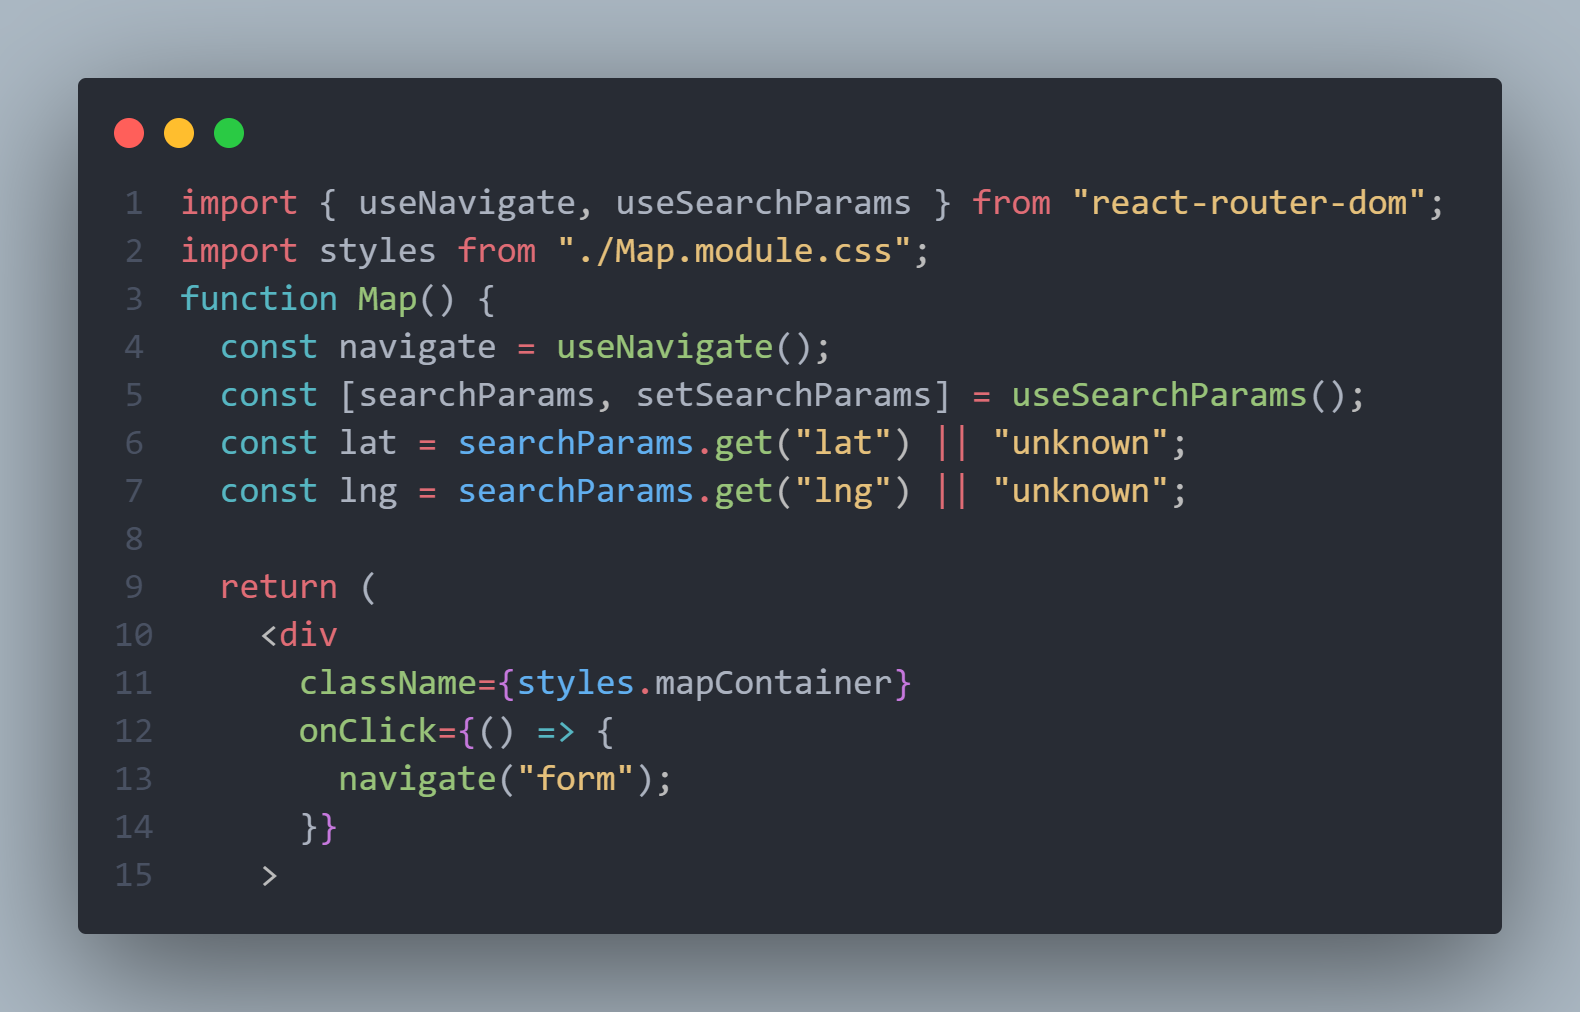 1 import { useNavigate, useSearchParams } from "react-router-dom";
2 import styles from "./Map.module.css";
3 function Map() {
4   const navigate = useNavigate();
5   const [searchParams, setSearchParams] = useSearchParams();
6   const lat = searchParams.get("lat") || "unknown";
7   const lng = searchParams.get("lng") || "unknown";
8
9   return (
10     <div
11       className={styles.mapContainer}
12       onClick={() => {
13         navigate("form");
14       }}
15     >